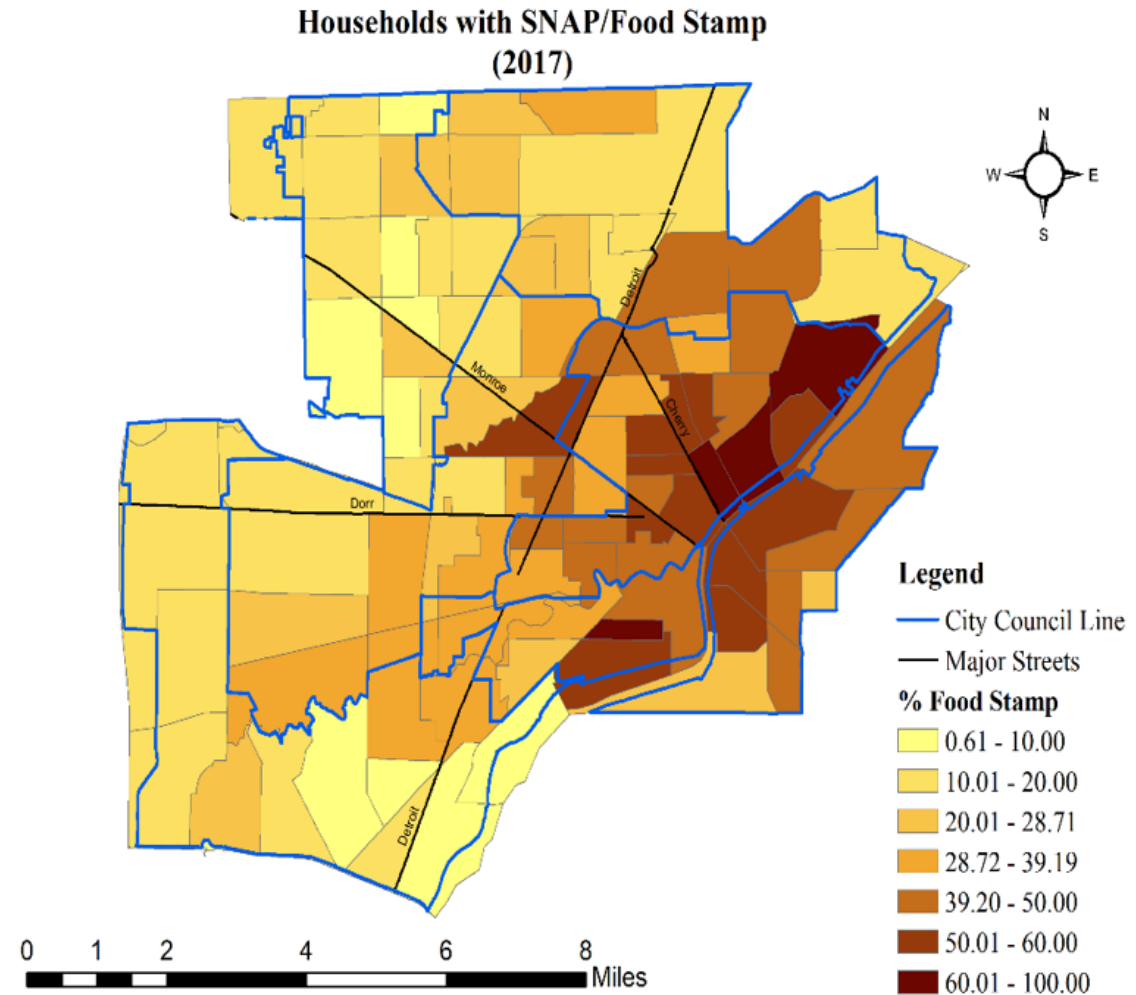 Households with SNAP/Food Stamp
(2017)
N
W E
S
Detroit
Monroe
Cherry
Dorr
Detroit
Legend
City Council Line
Major Streets
% Food Stamp
0.61 - 10.00
10.01 - 20.00
20.01 - 28.71
28.72 - 39.19
39.20 - 50.00
50.01 - 60.00
60.01 - 100.00
0 1 2 4 6 8
Miles